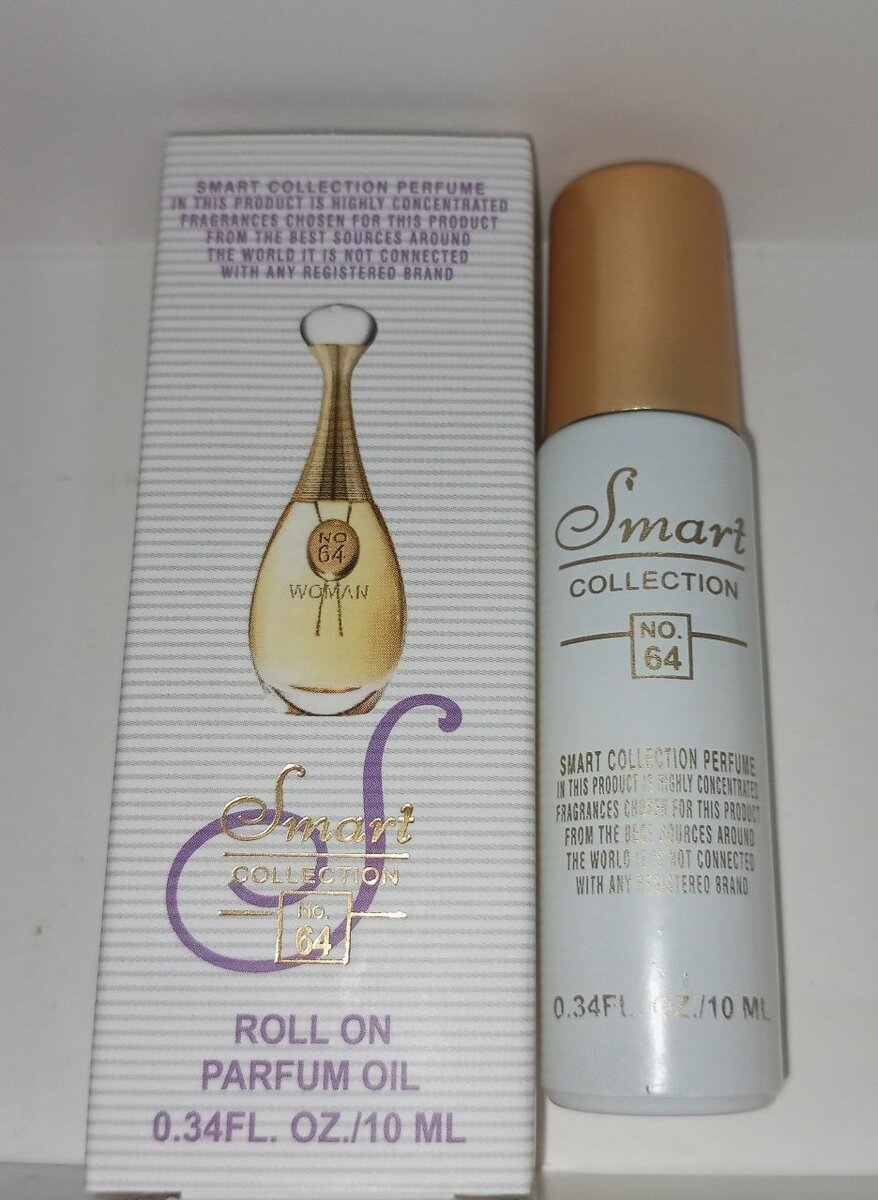 SMART COLLECTION PERFUME
IN THIS PRODUCT IS HIGHLY CONCENTRATED
FRAGRANCES CHOSEN FOR THIS PRODUCT
FROM THE BEST SOURCES AROUND
THE WORLD IT IS NOT CONNECTED
WITH ANY REGISTERED BRAND
NO
64
WOMAN
Smart
COLLECTION
NO.
64
ROLL ON
PARFUM OIL
0.34FL. OZ./10 ML
Smart
COLLECTION
NO.
64
SMART COLLECTION PERFUME
IN THIS PRODUCT IS HIGHLY CONCENTRATED
FRAGRANCES CHOSEN FOR THIS PRODUCT
FROM THE BEST SOURCES AROUND
THE WORLD IT IS NOT CONNECTED
WITH ANY REGISTERED BRAND
0.34FL. OZ./10 ML